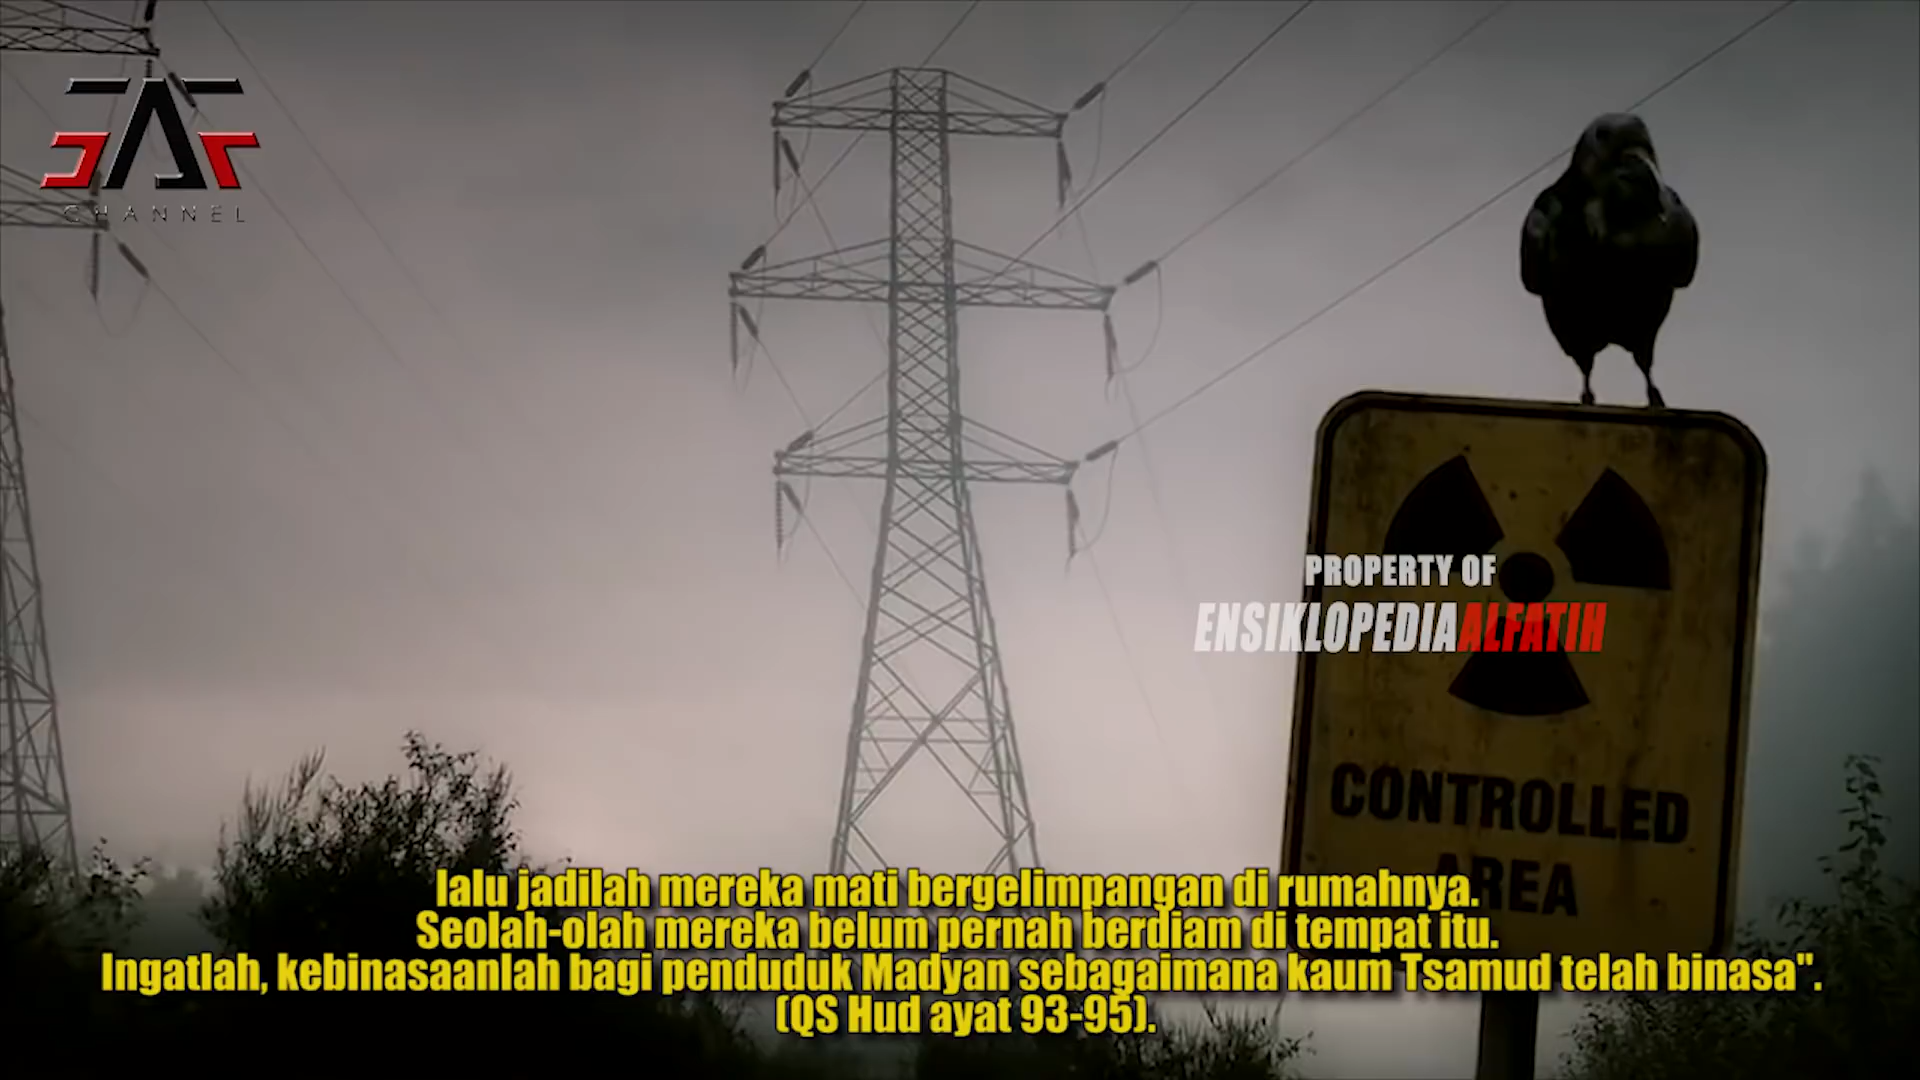 CHANNEL
PROPERTY OF
ENSIKLOPEDIAALFATIH
CONTROLLED
AREA
lalu jadilah mereka mati bergelimpangan di rumahnya.
Seolah-olah mereka belum pernah berdiam di tempat itu.
Ingatlah, kebinasaanlah bagi penduduk Madyan sebagaimana kaum Tsamud telah binasa".
(QS Hud ayat 93-95).